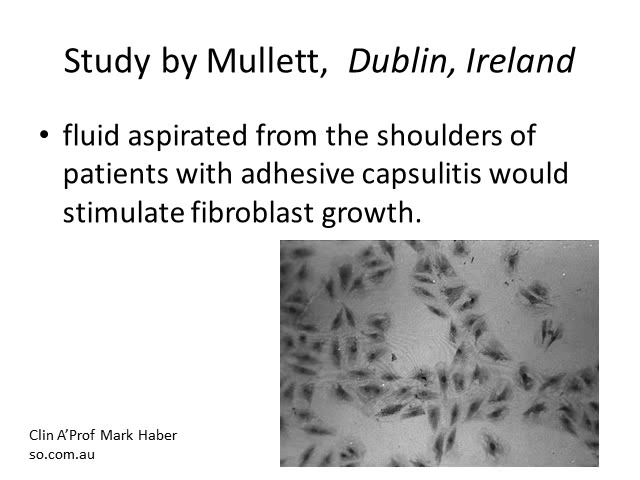 Study by Mullett, Dublin, Ireland
• fluid aspirated from the shoulders of
patients with adhesive capsulitis would
stimulate fibroblast growth.
Clin A’Prof Mark Haber
so.com.au